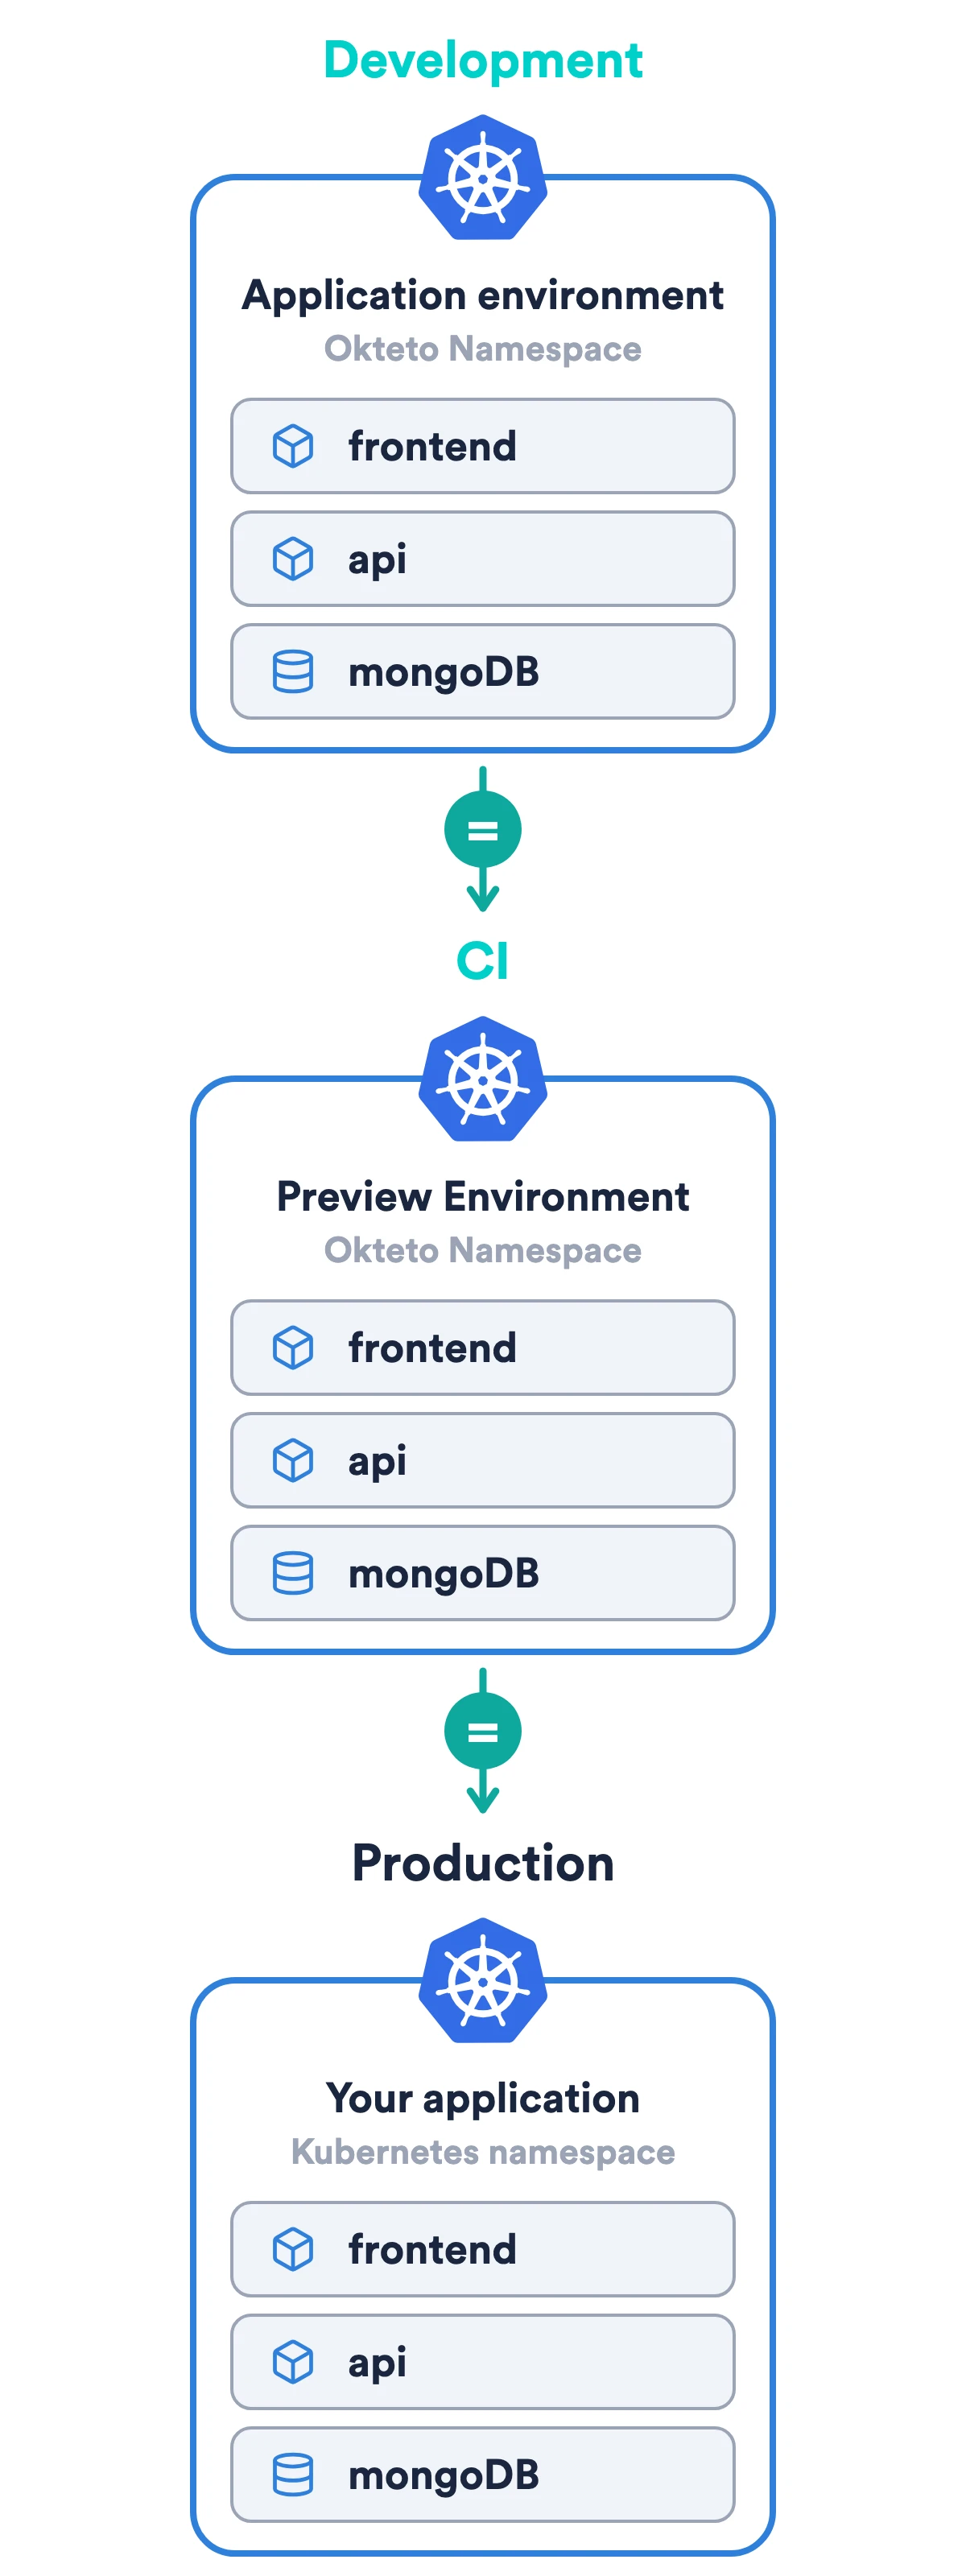 Development
Application environment
Okteto Namespace
frontend
api
mongoDB
=
CI
Preview Environment
Okteto Namespace
frontend
api
mongoDB
=
Production
Your application
Kubernetes namespace
frontend
api
mongoDB